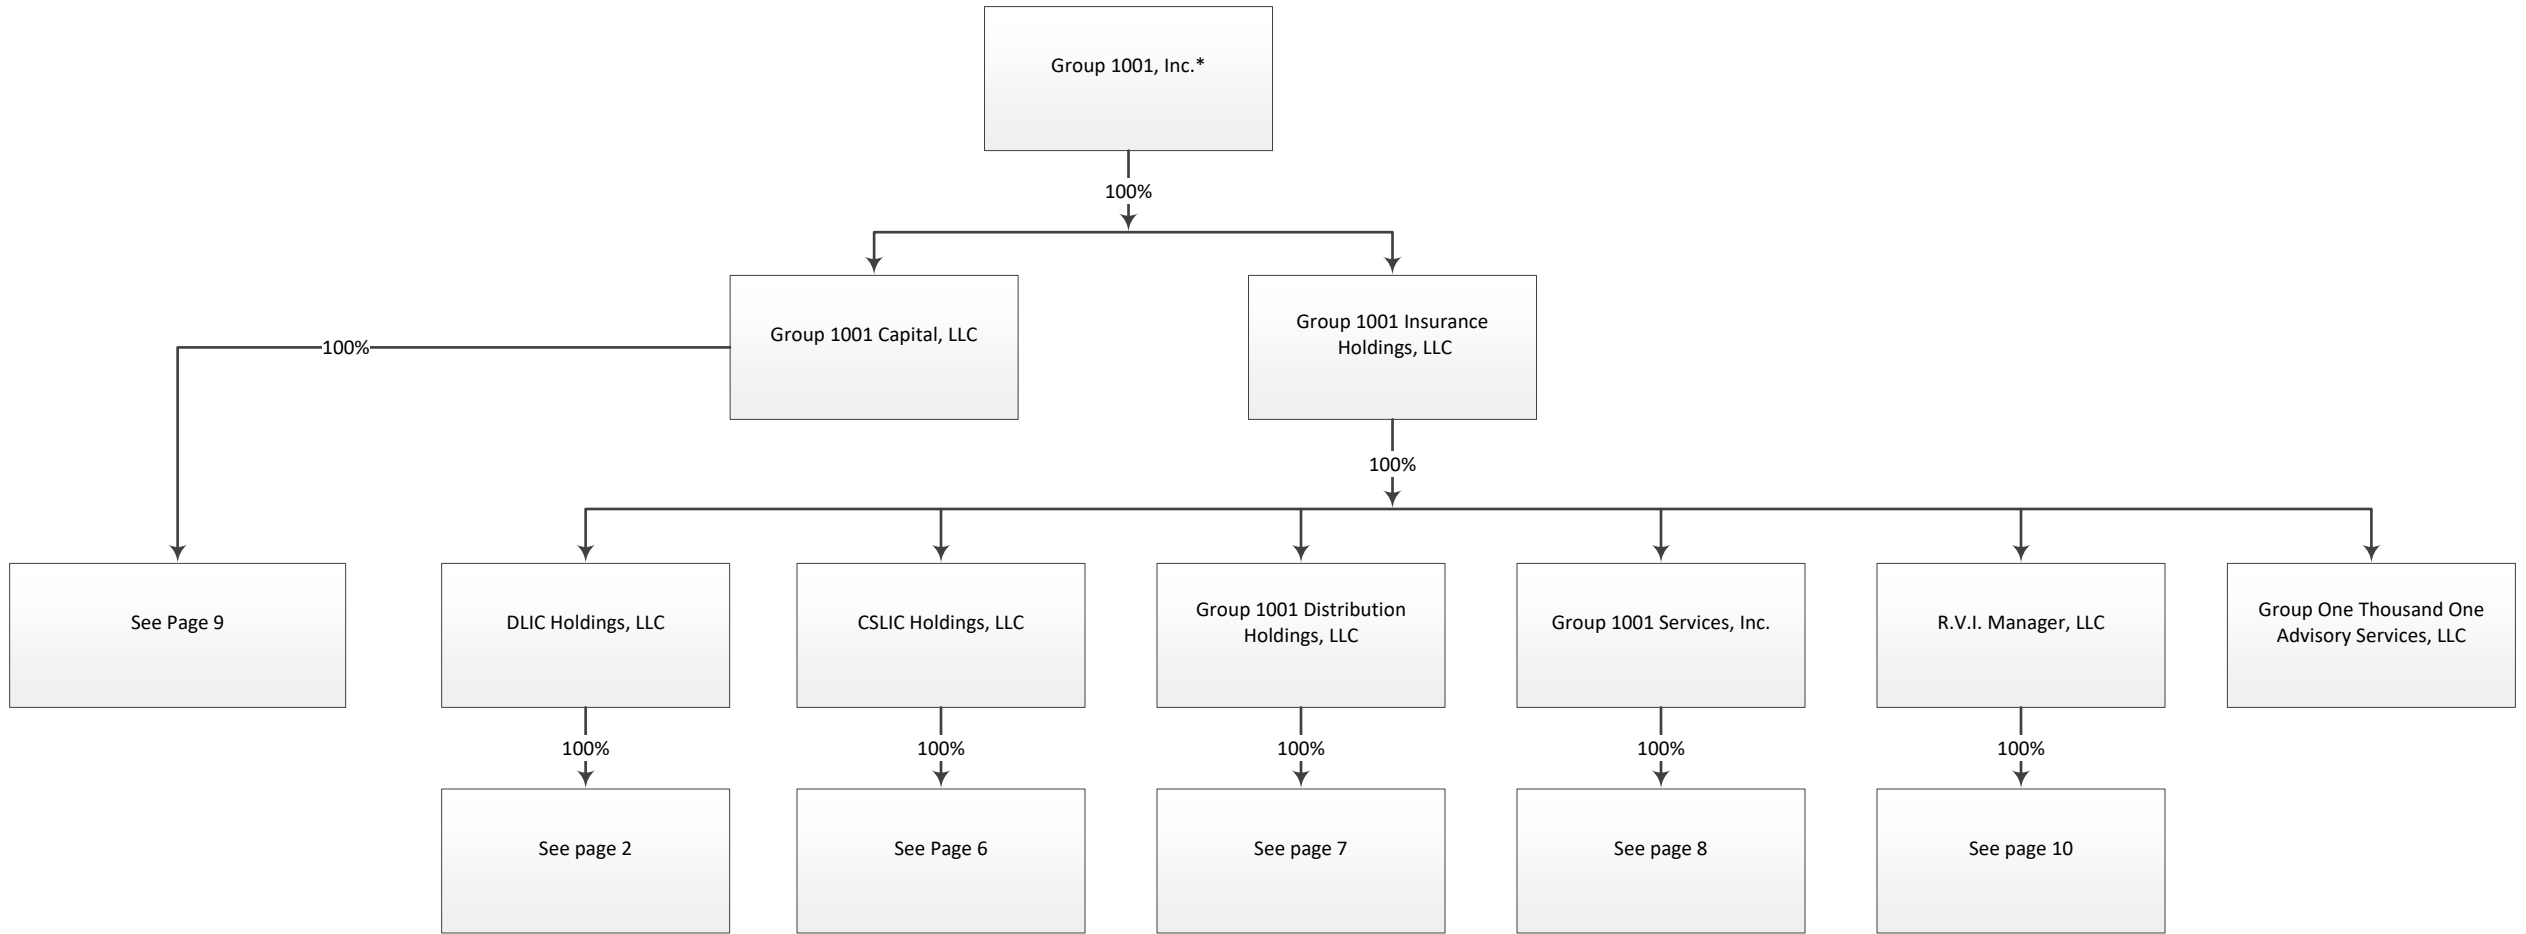 Group 1001, Inc.*
100%
Group 1001 Capital, LLC
Group 1001 Insurance
Holdings, LLC
100%
100%
See Page 9
DLIC Holdings, LLC
CSLIC Holdings, LLC
Group 1001 Distribution
Holdings, LLC
Group 1001 Services, Inc.
R.V.I. Manager, LLC
Group One Thousand One
Advisory Services, LLC
100%
100%
100%
100%
100%
See page 2
See Page 6
See page 7
See page 8
See page 10